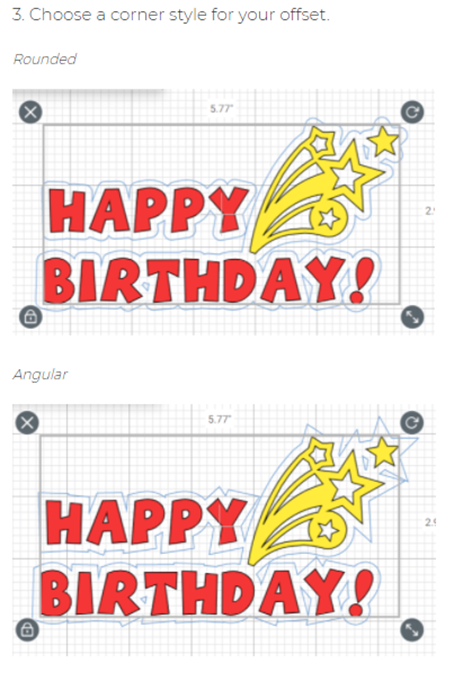 3. Choose a corner style for your offset.
Rounded
5.77"
HAPPY
BIRTHDAY!
Angular
5.77"
HAPPY
BIRTHDAY!